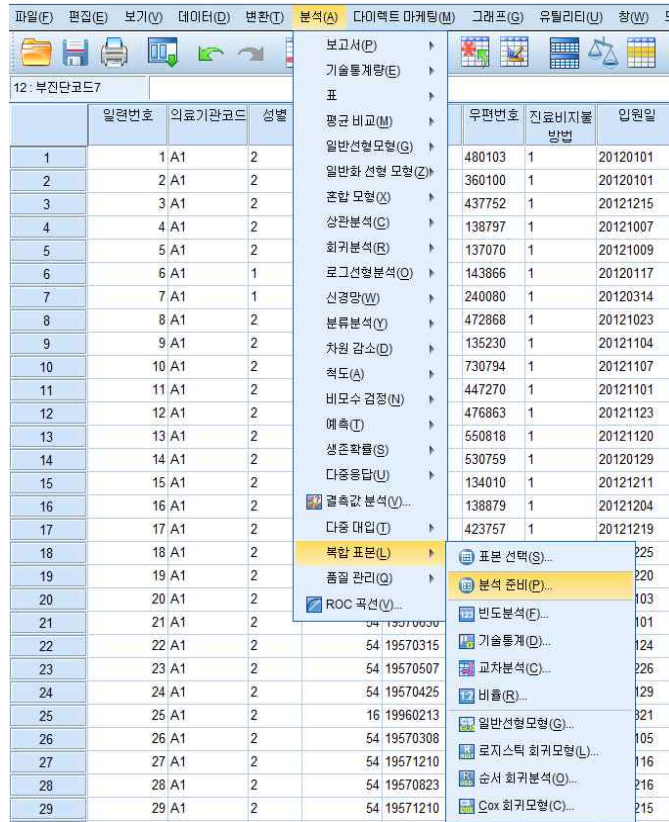 파일(F) 편집(E) 보기(V) 데이터(D) 변환(T) 분석(A) 다이렉트 마케팅(M) 그래프(G) 유틸리티(U) 창(W)
12 : 부진단코드7
일련번호 의료기관코드 성별 우편번호 진료비지불방법 입원일
1 1 A1 2 480103 1 20120101
2 2 A1 2 360100 1 20120101
3 3 A1 2 437752 1 20121215
4 4 A1 2 138797 1 20121007
5 5 A1 2 137070 1 20121009
6 6 A1 1 143866 1 20120117
7 7 A1 1 240080 1 20120314
8 8 A1 2 472868 1 20121023
9 9 A1 2 135230 1 20121104
10 10 A1 2 730794 1 20121107
11 11 A1 2 447270 1 20121101
12 12 A1 2 476863 1 20121123
13 13 A1 2 550818 1 20121120
14 14 A1 2 530759 1 20120129
15 15 A1 2 134010 1 20121211
16 16 A1 2 138879 1 20121204
17 17 A1 2 423757 1 20121219
18 18 A1 2 225
19 19 A1 2 220
20 20 A1 2 103
21 21 A1 2 54 19570630 101
22 22 A1 2 54 19570315 124
23 23 A1 2 54 19570507 226
24 24 A1 2 54 19570425 129
25 25 A1 2 16 19960213 321
26 26 A1 2 54 19570308 105
27 27 A1 2 54 19571210 116
28 28 A1 2 54 19570823 216
29 29 A1 2 54 19571210 215
보고서(P)
기술통계량(E)
표
평균 비교(M)
일반선형모형(G)
일반화 선형 모형(Z)
혼합 모형(X)
상관분석(C)
회귀분석(R)
로그선형분석(O)
신경망(W)
분류분석(Y)
차원 감소(D)
척도(A)
비모수 검정(N)
예측(T)
생존확률(S)
다중응답(U)
결측값 분석(V)...
다중 대입(T)
복합 표본(L)
품질 관리(Q)
ROC 곡선(V)...
표본 선택(S)...
분석 준비(P)...
빈도분석(F)...
기술통계(D)...
교차분석(C)...
비율(R)...
일반선형모형(G)...
로지스틱 회귀모형(L)...
순서 회귀분석(O)...
Cox 회귀모형(C)...